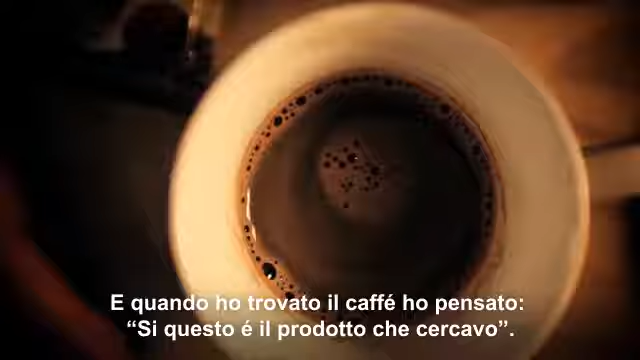 E quando ho trovato il caffé ho pensato:
“Si questo é il prodotto che cercavo”.